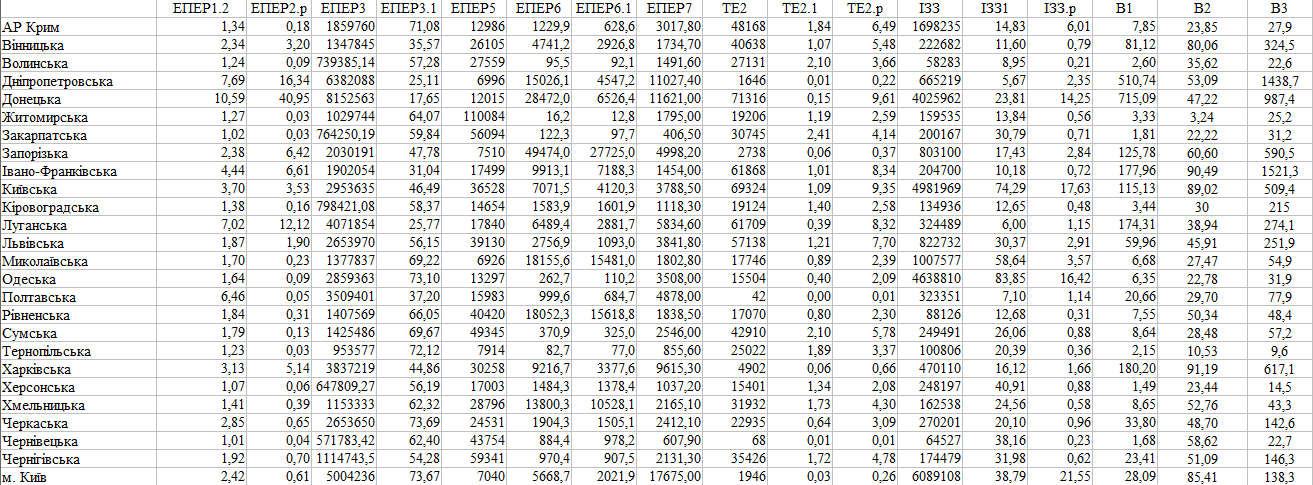 ЕПЕР1.2 ЕПЕР2.р ЕПЕР3 ЕПЕР3.1 ЕПЕР5 ЕПЕР6 ЕПЕР6.1 ЕПЕР7 ТЕ2 ТЕ2.1 ТЕ2.р ІЗЗ ІЗЗ1 ІЗЗ.р В1 В2 В3
АР Крим 1,34 0,18 1859760 71,08 12986 1229,9 628,6 3017,80 48168 1,84 6,49 1698235 14,83 6,01 7,85 23,85 27,9
Вінницька 2,34 3,20 1347845 35,57 26105 4741,2 2926,8 1734,70 40638 1,07 5,48 222682 11,60 0,79 81,12 80,06 324,5
Волинська 1,24 0,09 739385,14 57,28 27559 95,5 92,1 1491,60 27131 2,10 3,66 58283 8,95 0,21 2,60 35,62 22,6
Дніпропетровська 7,69 16,34 6382088 25,11 6996 15026,1 4547,2 11027,40 1646 0,01 0,22 665219 5,67 2,35 510,74 53,09 1438,7
Донецька 10,59 40,95 8152563 17,65 12015 28472,0 6526,4 11621,00 71316 0,15 9,61 4025962 23,81 14,25 715,09 47,22 987,4
Житомирська 1,27 0,03 1029744 64,07 110084 16,2 12,8 1795,00 19206 1,19 2,59 159535 13,84 0,56 3,33 3,24 25,2
Закарпатська 1,02 0,03 764250,19 59,84 56094 122,3 97,7 406,50 30745 2,41 4,14 200167 30,79 0,71 1,81 22,22 31,2
Запорізька 2,38 6,42 2030191 47,78 7510 49474,0 27725,0 4998,20 2738 0,06 0,37 803100 17,43 2,84 125,78 60,60 590,5
Івано-Франківська 4,44 6,61 1902054 31,04 17499 9913,1 7188,3 1454,00 61868 1,01 8,34 204700 10,18 0,72 177,96 90,49 1521,3
Київська 3,70 3,53 2953635 46,49 36528 7071,5 4120,3 3788,50 69324 1,09 9,35 4981969 74,29 17,63 115,13 89,02 509,4
Кіровоградська 1,38 0,16 798421,08 58,37 14654 1583,9 1601,9 1118,30 19124 1,40 2,58 134936 12,65 0,48 3,44 30 215
Луганська 7,02 12,12 4071854 25,77 17840 6489,4 2881,7 5834,60 61709 0,39 8,32 324489 6,00 1,15 174,31 38,94 274,1
Львівська 1,87 1,90 2653970 56,15 39130 2756,9 1093,0 3841,80 57138 1,21 7,70 822732 30,37 2,91 59,96 45,91 251,9
Миколаївська 1,70 0,23 1377837 69,22 6926 18155,6 15481,0 1802,80 17746 0,89 2,39 1007577 58,64 3,57 6,68 27,47 54,9
Одеська 1,64 0,09 2859363 73,10 13297 262,7 110,2 3508,00 15504 0,40 2,09 4638810 83,85 16,42 6,35 22,78 31,9
Полтавська 6,46 0,05 3509401 37,20 15983 999,6 684,7 4878,00 42 0,00 0,01 323351 7,10 1,14 20,66 29,70 77,9
Рівненська 1,84 0,31 1407569 66,05 40420 18052,3 15618,8 1838,50 17070 0,80 2,30 88126 12,68 0,31 7,55 50,34 48,4
Сумська 1,79 0,13 1425486 69,67 49345 370,9 325,0 2546,00 42910 2,10 5,78 249491 26,06 0,88 8,64 28,48 57,2
Тернопільська 1,23 0,03 953577 72,12 7914 82,7 77,0 855,60 25022 1,89 3,37 100806 20,39 0,36 2,15 10,53 9,6
Харківська 3,13 5,14 3837219 44,86 30258 9216,7 3377,6 9615,30 4902 0,06 0,66 470110 16,12 1,66 180,20 91,19 617,1
Херсонська 1,07 0,06 647809,27 56,19 17003 1484,3 1378,4 1037,20 15401 1,34 2,08 248197 40,91 0,88 1,49 23,44 14,5
Хмельницька 1,41 0,39 1153333 62,32 28796 13800,3 10528,1 2165,10 31932 1,73 4,30 162538 24,56 0,58 8,65 52,76 43,3
Черкаська 2,85 0,65 2653650 73,69 24531 1904,3 1505,1 2412,10 22935 0,64 3,09 270201 20,10 0,96 33,80 48,70 142,6
Чернівецька 1,01 0,04 571783,42 62,40 43754 884,4 978,2 607,90 68 0,01 0,01 64527 38,16 0,23 1,68 58,62 22,7
Чернігівська 1,92 0,70 1114743,5 54,28 59341 970,4 907,5 2131,30 35426 1,72 4,78 174479 31,98 0,62 23,41 51,09 146,3
м. Київ 2,42 0,61 5004236 73,67 7040 5668,7 2021,9 17675,00 1946 0,03 0,26 6089108 38,79 21,55 28,09 85,41 138,3